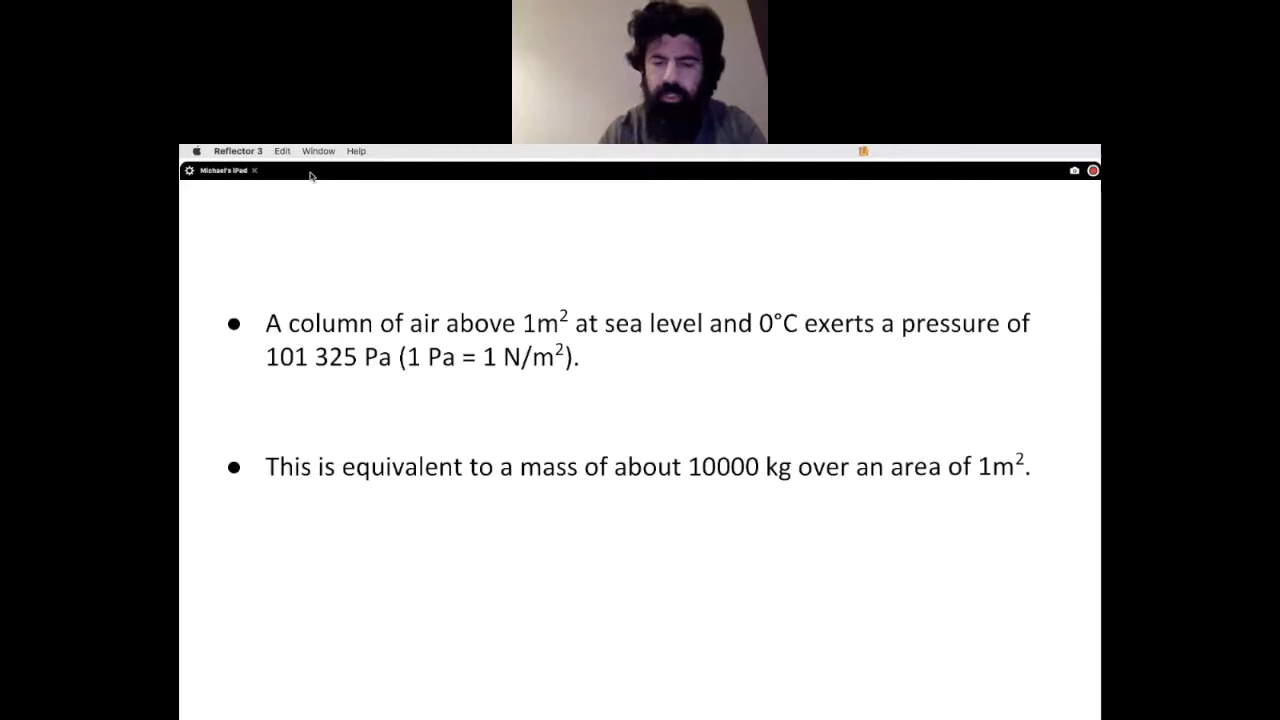 Reflector 3 Edit Window Help
Michael's iPad
● A column of air above 1m² at sea level and 0°C exerts a pressure of
101 325 Pa (1 Pa = 1 N/m²).
● This is equivalent to a mass of about 10000 kg over an area of 1m².